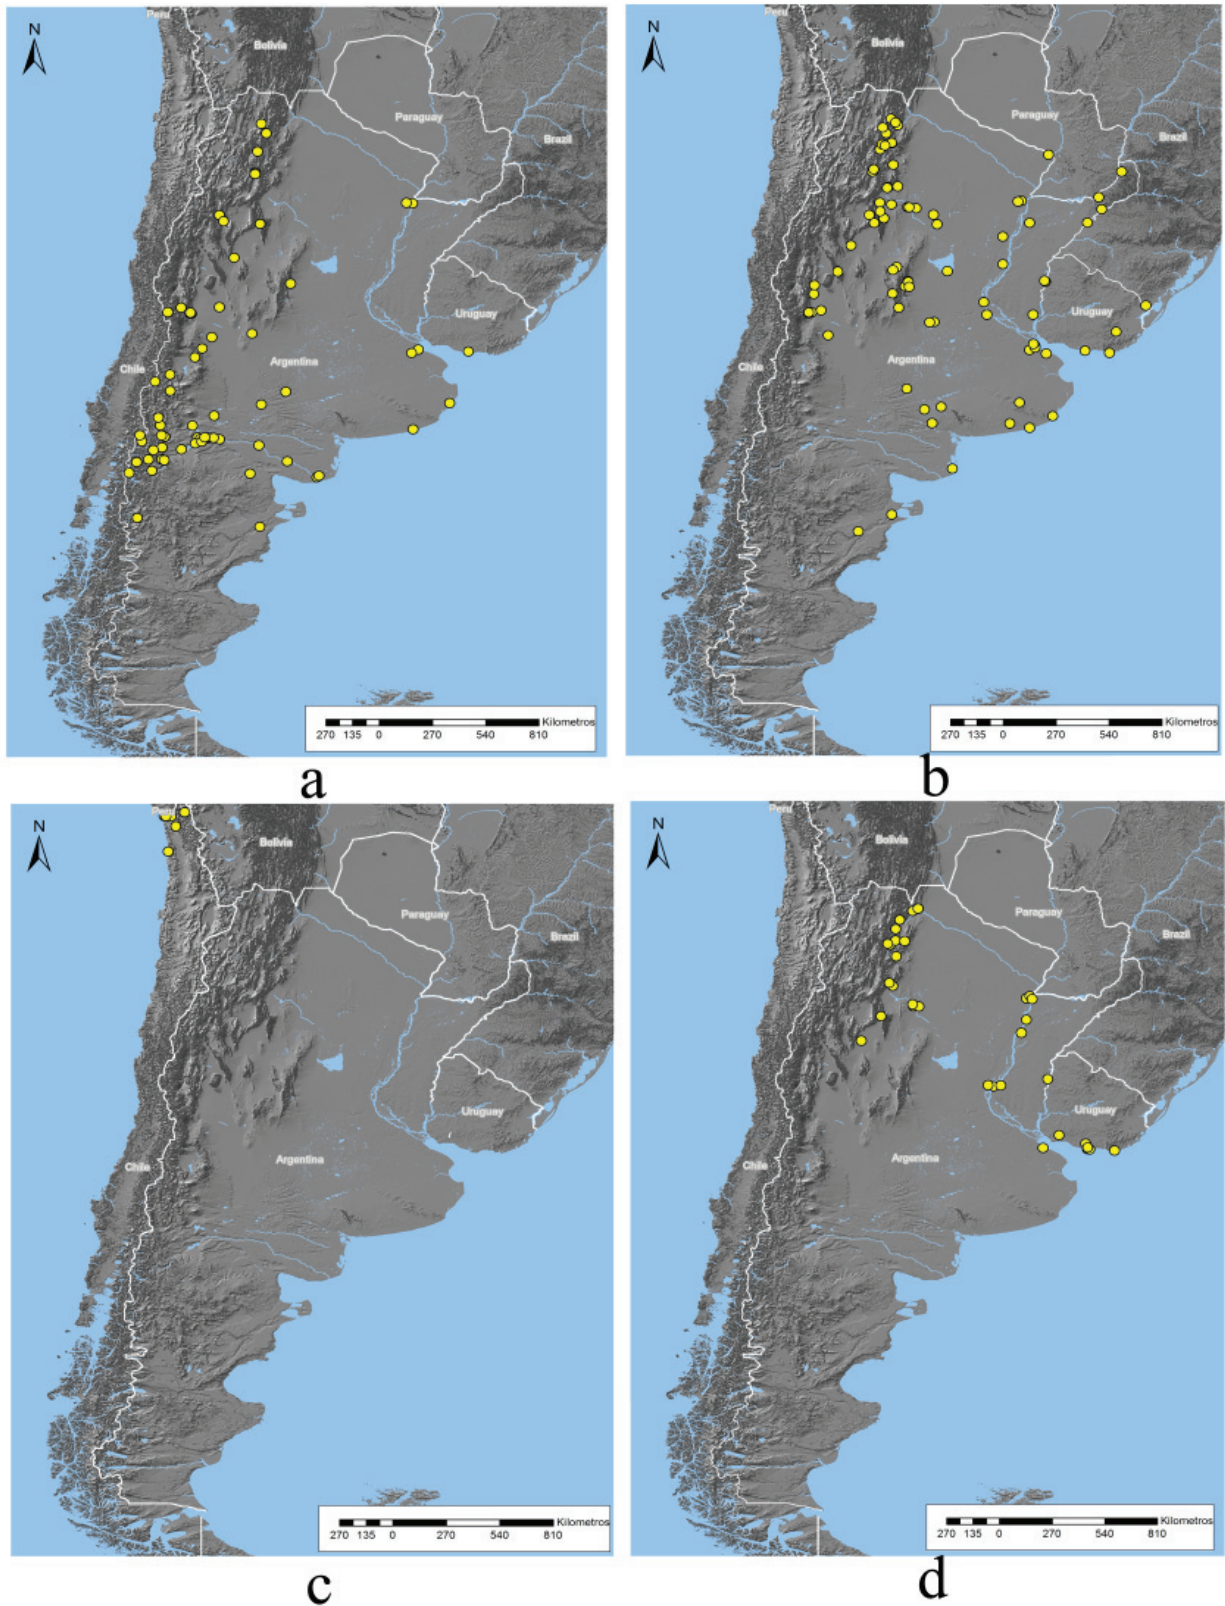 N
Peru
Bolivia
Paraguay
Brazil
Uruguay
Argentina
Chile
Kilometros
270 135 0 270 540 810
a
N
Peru
Bolivia
Paraguay
Brazil
Uruguay
Argentina
Chile
Kilometros
270 135 0 270 540 810
b
N
Peru
Bolivia
Paraguay
Brazil
Uruguay
Argentina
Chile
Kilometros
270 135 0 270 540 810
c
N
Peru
Bolivia
Paraguay
Brazil
Uruguay
Argentina
Chile
Kilometros
270 135 0 270 540 810
d